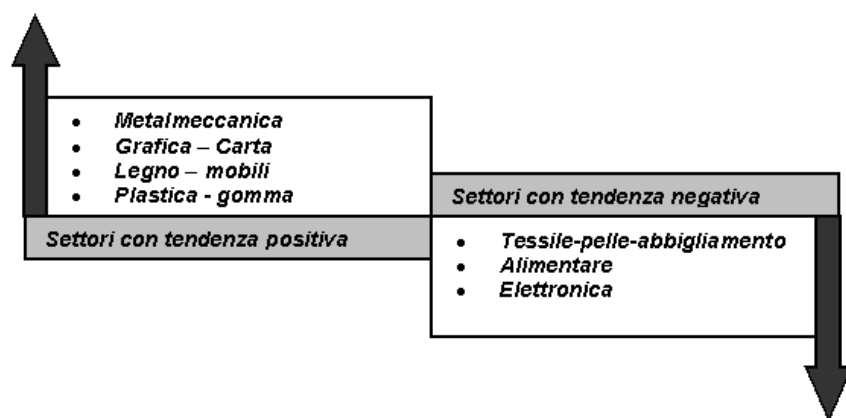 • Metalmeccanica
• Grafica – Carta
• Legno – mobili
• Plastica - gomma
Settori con tendenza positiva
Settori con tendenza negativa
• Tessile-pelle-abbigliamento
• Alimentare
• Elettronica